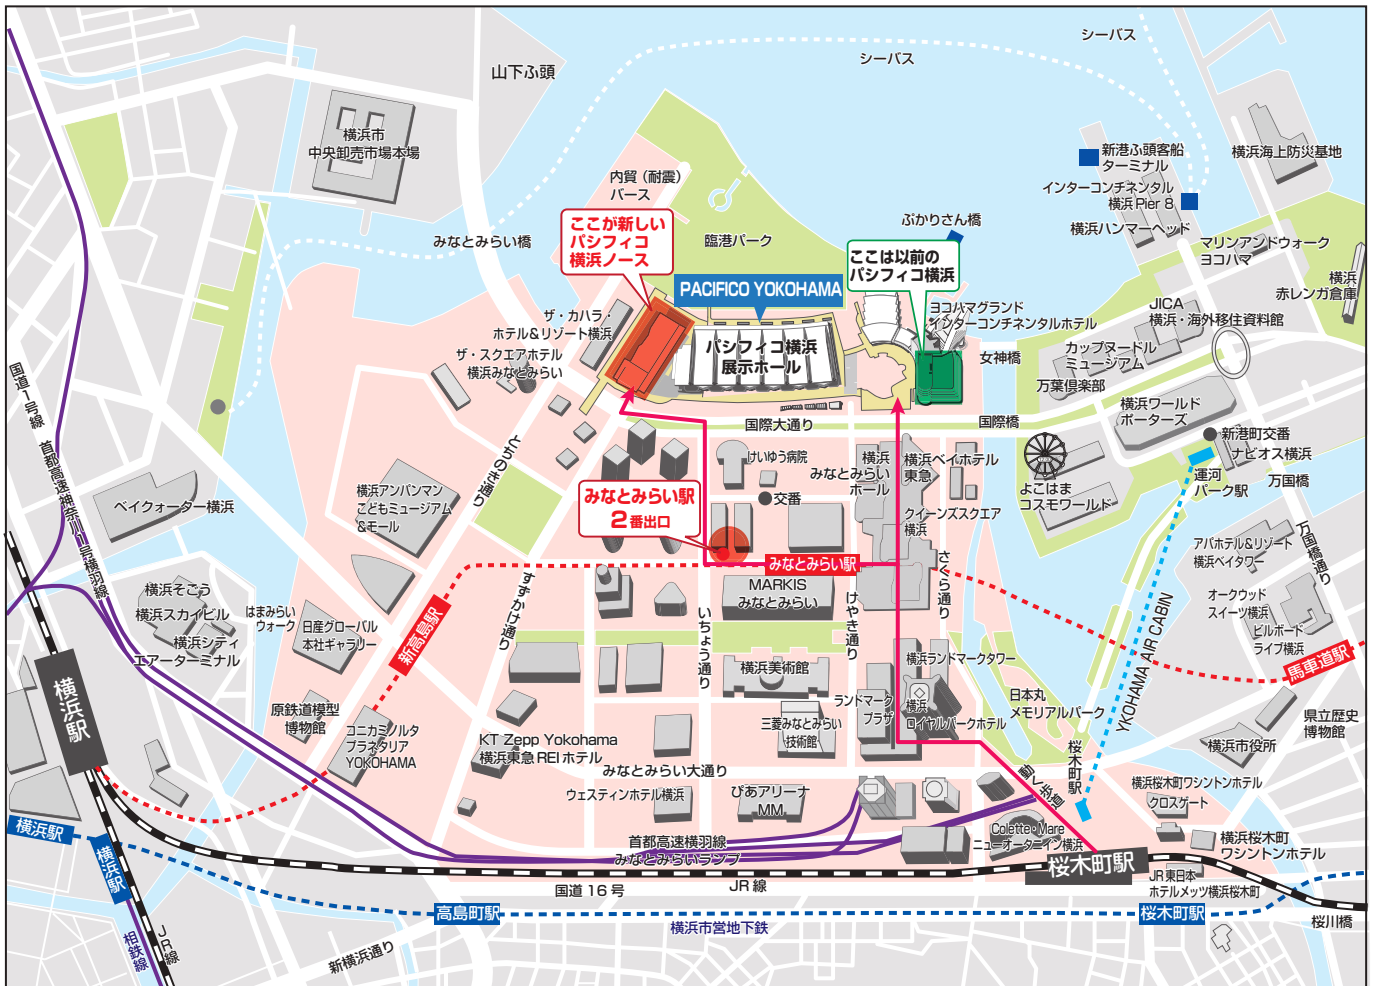 シーバス
シーバス
山下ふ頭
横浜市
中央卸売市場本場
新港ふ頭客船
ターミナル
横浜海上防災基地
内貿（耐震）
バース
インターコンチネンタル
横浜 Pier 8
横浜ハンマーヘッド
ぷかりさん橋
みなとみらい橋
ここが新しい
パシフィコ
横浜ノース
臨港パーク
ここは以前の
パシフィコ横浜
マリンアンドウォーク
ヨコハマ
横浜
赤レンガ倉庫
PACIFICO YOKOHAMA
ザ・カハラ・
ホテル＆リゾート横浜
ヨコハマグランド
インターコンチネンタルホテル
JICA
横浜・海外移住資料館
ザ・スクエアホテル
横浜みなとみらい
パシフィコ横浜
展示ホール
女神橋
カップヌードル
ミュージアム
万葉倶楽部
国道1号線
首都高速神奈川1号横羽線
横浜ワールド
ポーターズ
国際大通り
国際橋
新港町交番
ナビオス横浜
とちのき通り
けいゆう病院
横浜
みなとみらい
ホール
横浜ベイホテル
東急
運河
パーク駅
万国橋
よこはま
コスモワールド
横浜アンパンマン
こどもミュージアム
＆モール
ベイクォーター横浜
みなとみらい駅
2番出口
交番
クイーンズスクエア
横浜
万国橋通り
アパホテル＆リゾート
横浜ベイタワー
みなとみらい駅
さくら通り
MARKIS
みなとみらい
けやき通り
いちょう通り
すずかけ通り
横浜そごう
横浜スカイビル
横浜シティ
エアーターミナル
はまみらい
ウォーク
日産グローバル
本社ギャラリー
新高島駅
オークウッド
スイーツ横浜
ビルボード
ライブ横浜
YKOHAMA AIR CABIN
馬車道駅
横浜駅
横浜美術館
横浜ランドマークタワー
ランドマーク
プラザ
横浜
ロイヤルパークホテル
日本丸
メモリアルパーク
原鉄道模型
博物館
コニカミノルタ
プラネタリア
YOKOHAMA
三菱みなとみらい
技術館
県立歴史
博物館
横浜市役所
KT Zepp Yokohama
横浜東急 REI ホテル
みなとみらい大通り
桜木町駅
動く歩道
横浜桜木町ワシントンホテル
クロスゲート
ウェスティンホテル横浜
ぴあアリーナ
MM
Colette・Mare
ニューオータニイン横浜
横浜桜木町
ワシントンホテル
首都高速横羽線
みなとみらいランプ
横浜駅
横浜駅
桜木町駅
JR 東日本
ホテルメッツ横浜桜木町
国道 16 号
JR 線
高島町駅
桜木町駅
桜川橋
横浜市営地下鉄
新横浜通り
相鉄線
JR線